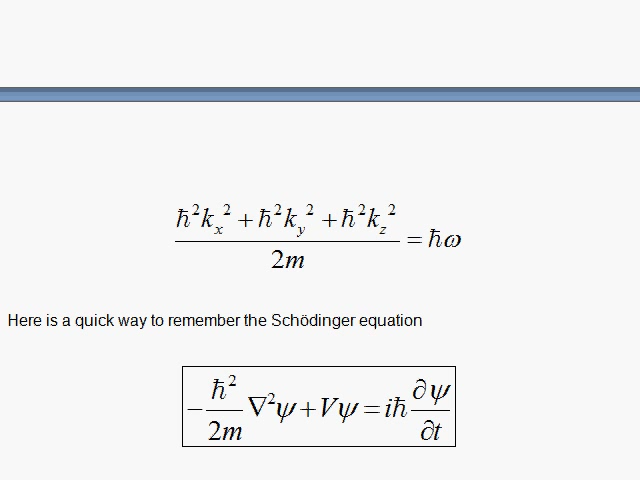 (ħ²kₓ² + ħ²k_y² + ħ²k_z²) / 2m = ħω
Here is a quick way to remember the Schödinger equation
−(ħ²/2m) ∇²ψ + Vψ = iħ ∂ψ/∂t